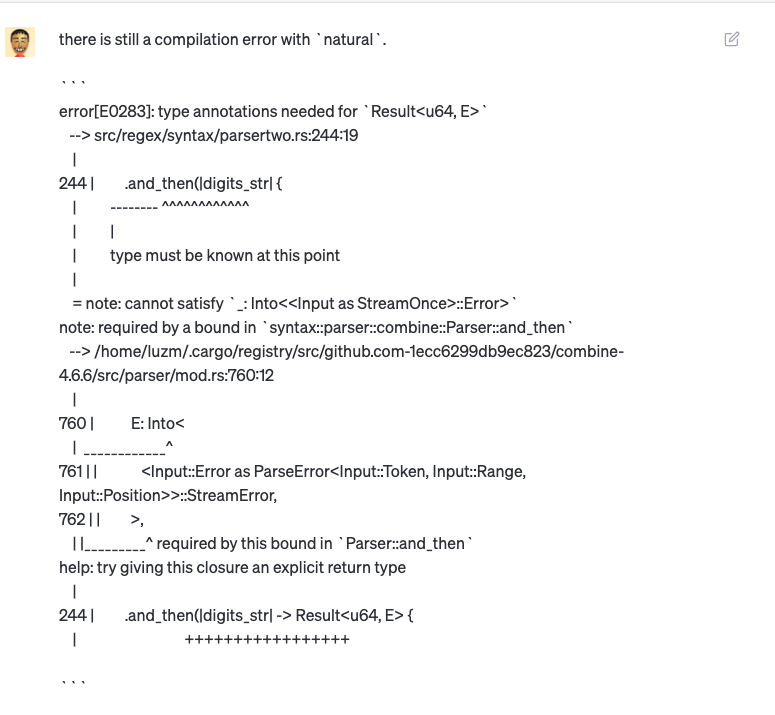 there is still a compilation error with `natural`.
```
error[E0283]: type annotations needed for `Result<u64, E>`
--> src/regex/syntax/parsertwo.rs:244:19
|
244 | .and_then(|digits_str| {
| -------- ^^^^^^^^^^^^
| |
| type must be known at this point
|
= note: cannot satisfy `_: Into<<Input as StreamOnce>::Error>`
note: required by a bound in `syntax::parser::combine::Parser::and_then`
--> /home/luzm/.cargo/registry/src/github.com-1ecc6299db9ec823/combine-
4.6.6/src/parser/mod.rs:760:12
|
760 | E: Into<
| ____________^
761 | | <Input::Error as ParseError<Input::Token, Input::Range,
Input::Position>>::StreamError,
762 | | >,
| |_________^ required by this bound in `Parser::and_then`
help: try giving this closure an explicit return type
|
244 | .and_then(|digits_str| -> Result<u64, E> {
| +++++++++++++++++
```